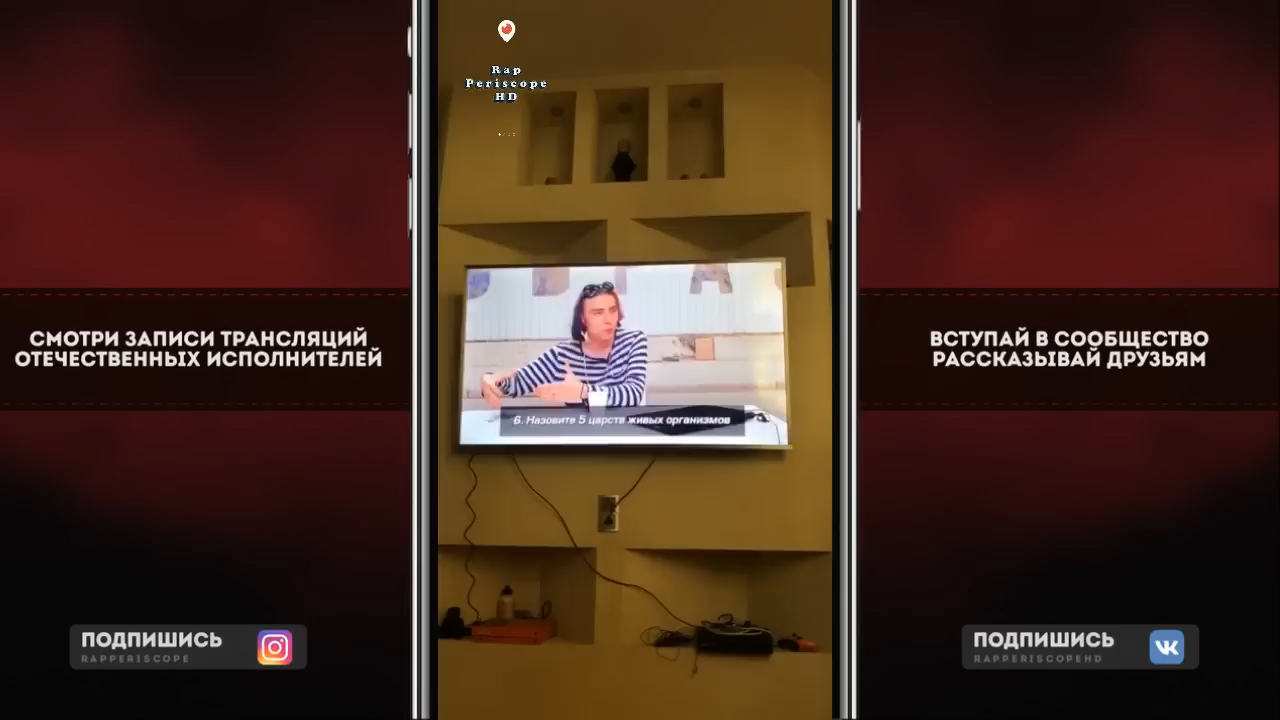 Rap
Periscope
HD
СМОТРИ ЗАПИСИ ТРАНСЛЯЦИЙ
ОТЕЧЕСТВЕННЫХ ИСПОЛНИТЕЛЕЙ
ВСТУПАЙ В СООБЩЕСТВО
РАССКАЗЫВАЙ ДРУЗЬЯМ
6. Назовите 5 царств живых организмов
ПОДПИШИСЬ
RAPPERISCOPE
ПОДПИШИСЬ
RAPPERISCOPEHD